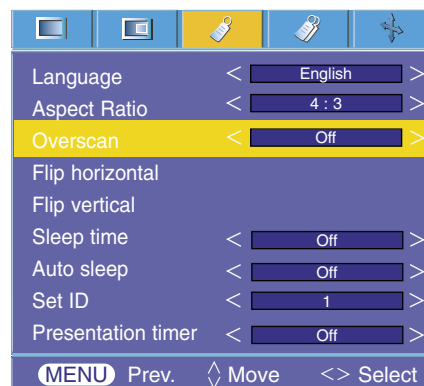 Language < English >
Aspect Ratio < 4 : 3 >
Overscan < Off >
Flip horizontal
Flip vertical
Sleep time < Off >
Auto sleep < Off >
Set ID < 1 >
Presentation timer < Off >
MENU Prev. Move <> Select